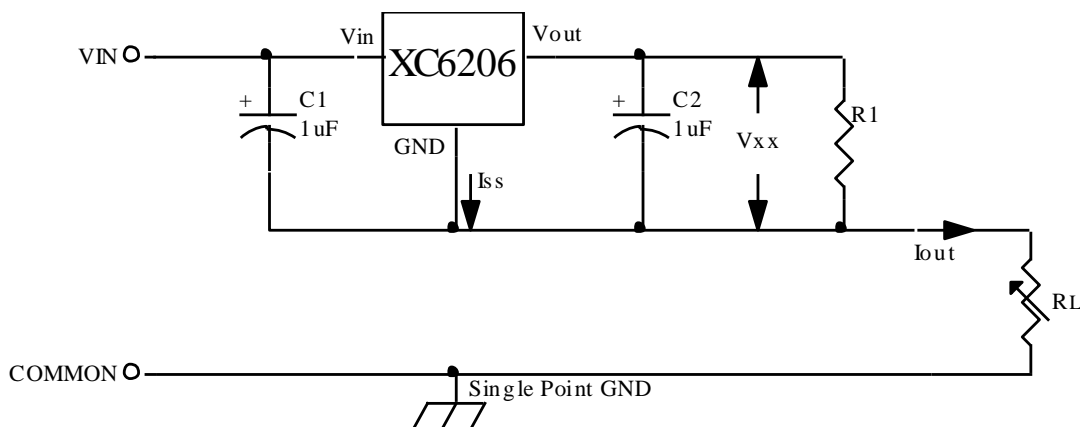 Vin
Vout
VIN
XC6206
+
C1
1uF
+
C2
1uF
R1
GND
Vxx
Iss
Iout
RL
COMMON
Single Point GND